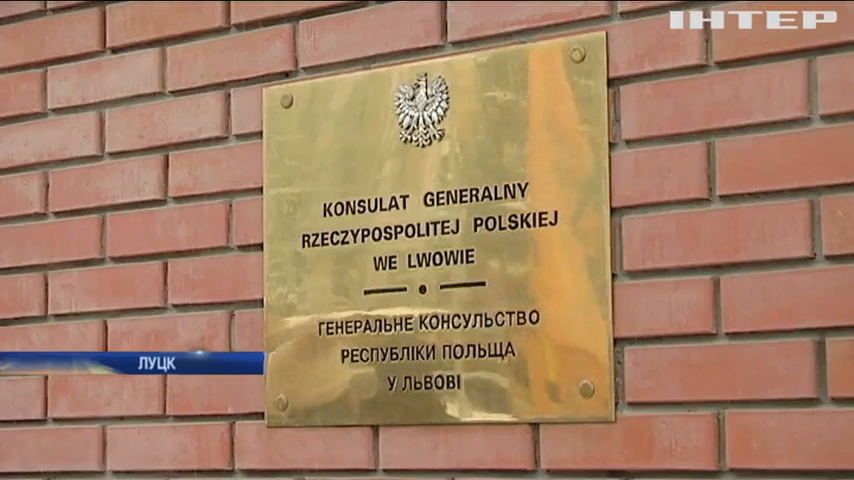 ІНТЕР
KONSULAT GENERALNY
RZECZYPOSPOLITEJ POLSKIEJ
WE LWOWIE
ГЕНЕРАЛЬНЕ КОНСУЛЬСТВО
РЕСПУБЛІКИ ПОЛЬЩА
У ЛЬВОВІ
ЛУЦК